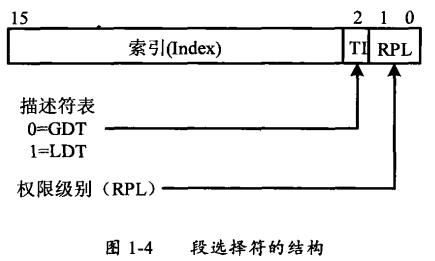 15 2 1 0
索引(Index) TI RPL
描述符表
0=GDT
1=LDT
权限级别（RPL）
图 1-4 段选择符的结构